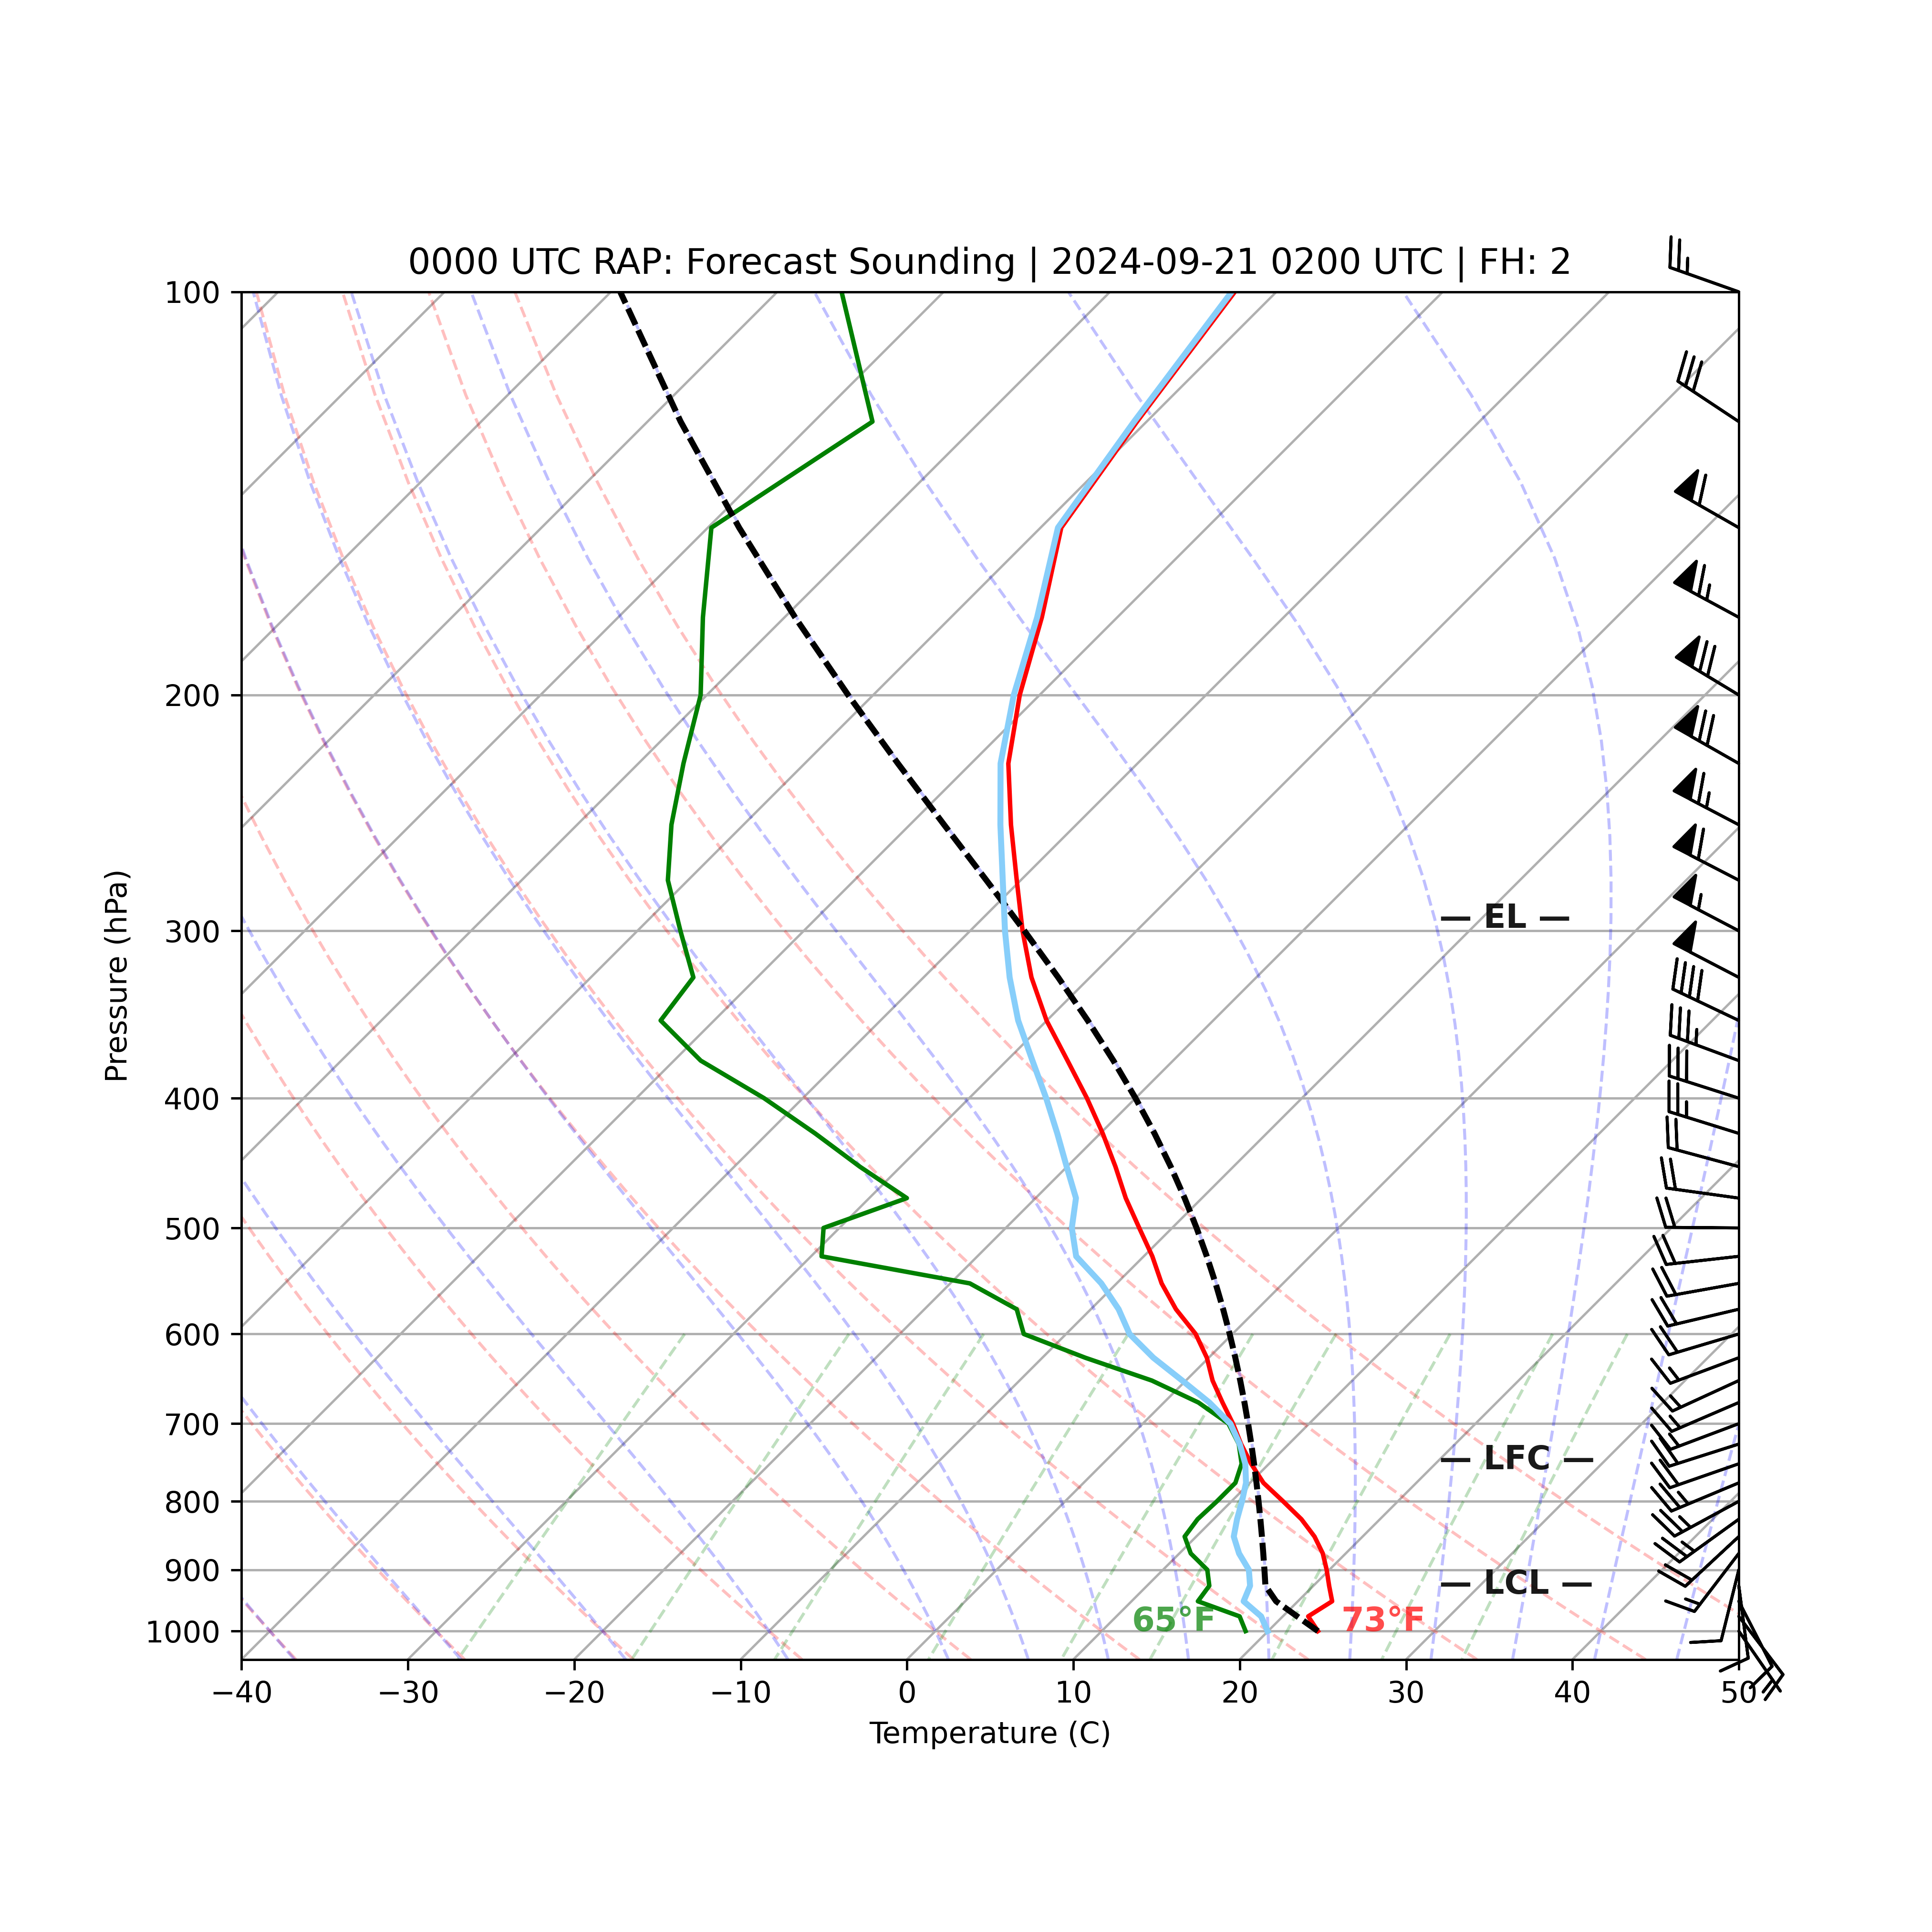 0000 UTC RAP: Forecast Sounding | 2024-09-21 0200 UTC | FH: 2
100
200
300
400
500
600
700
800
900
1000
Pressure (hPa)
— EL —
— LFC —
— LCL —
65°F
73°F
−40 −30 −20 −10 0 10 20 30 40 50
Temperature (C)